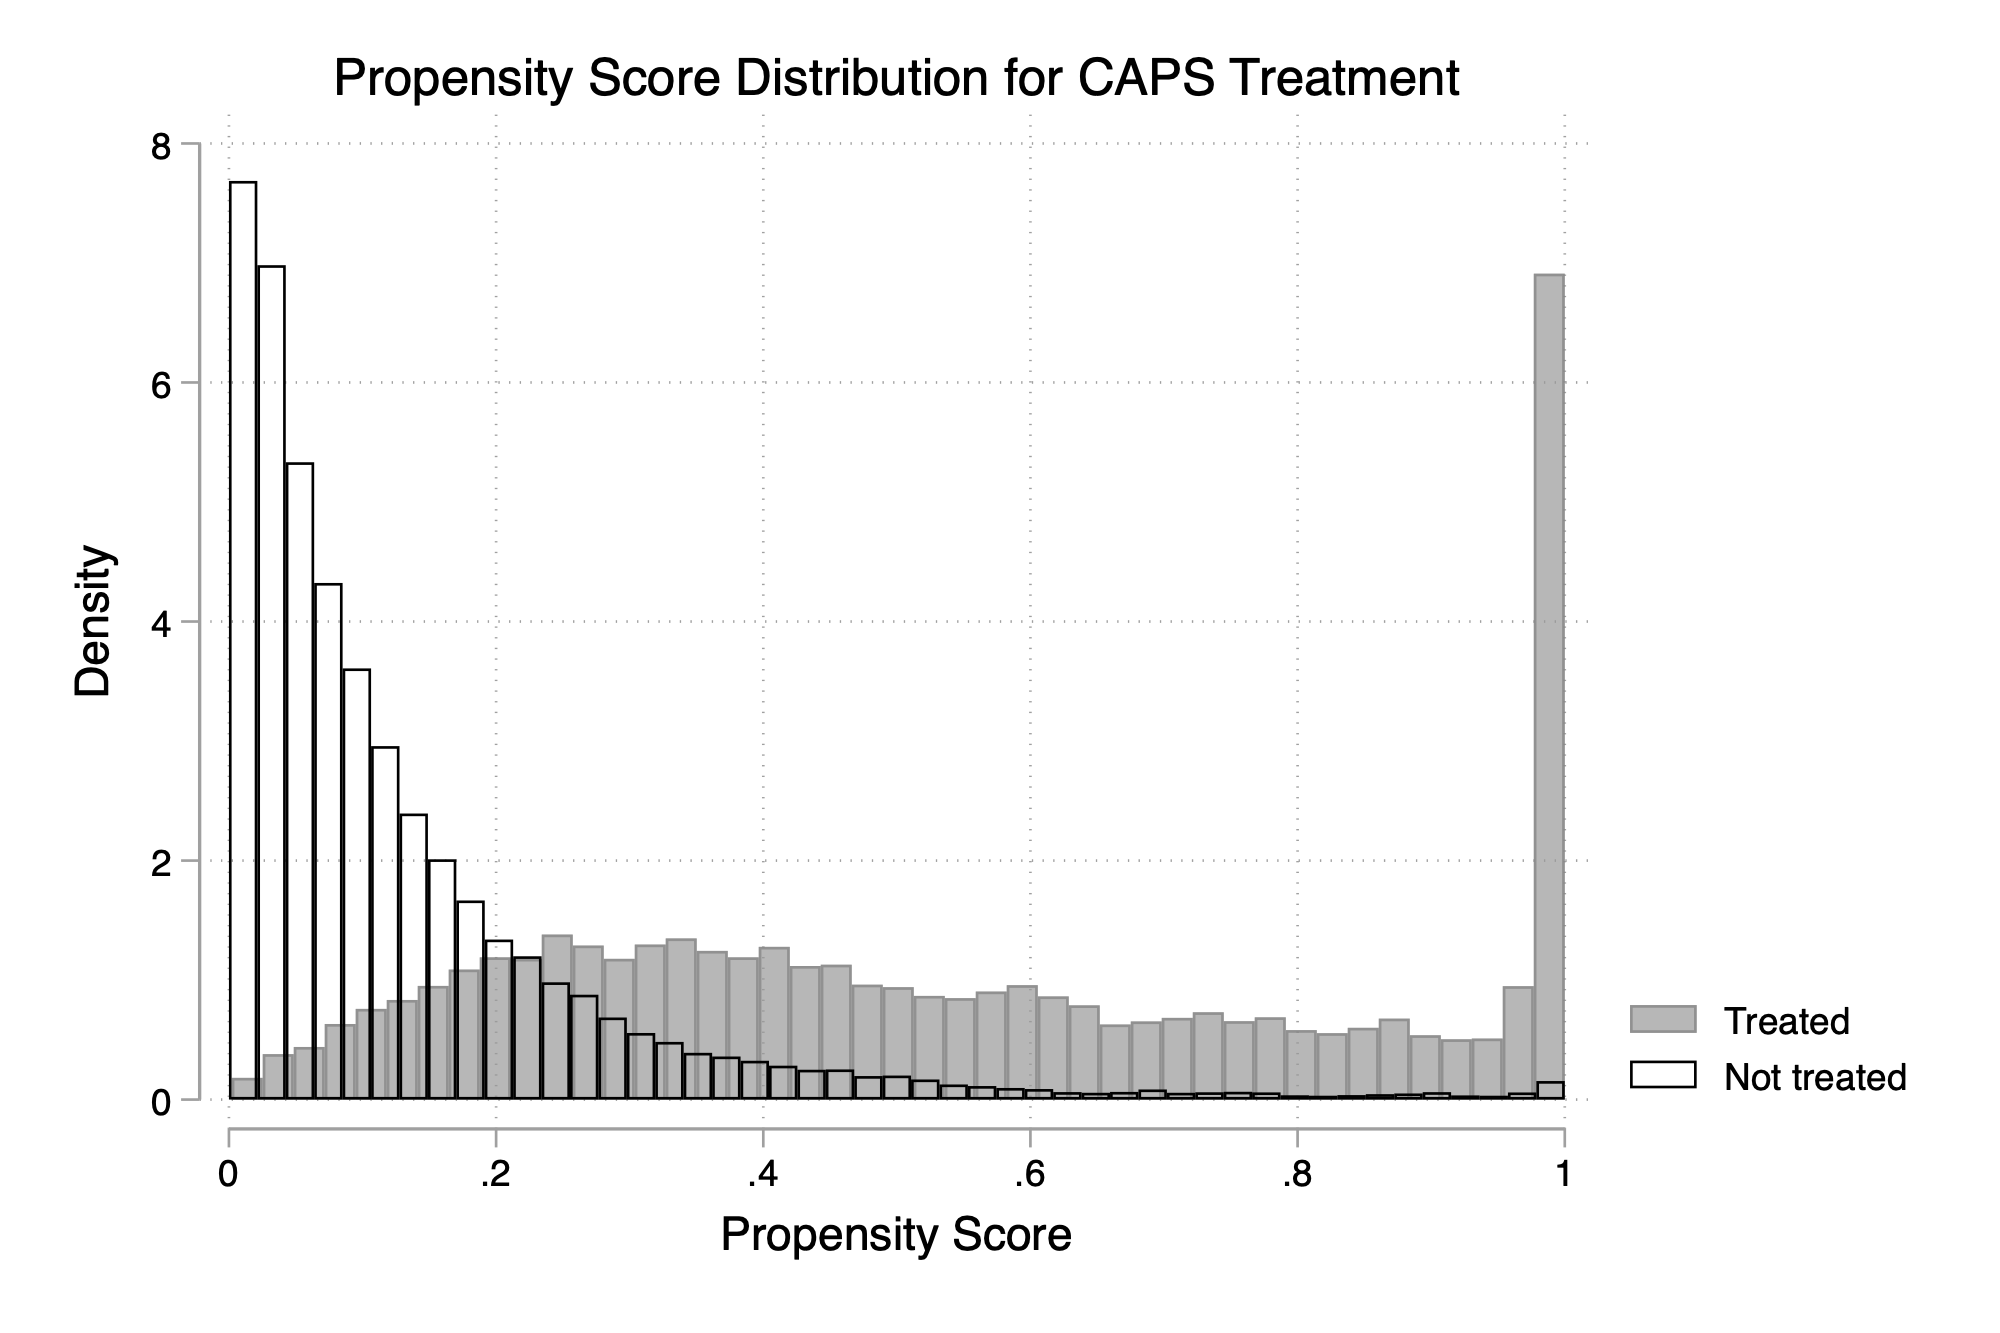 Propensity Score Distribution for CAPS Treatment
8
6
4
2
0
Density
0 .2 .4 .6 .8 1
Propensity Score
Treated
Not treated